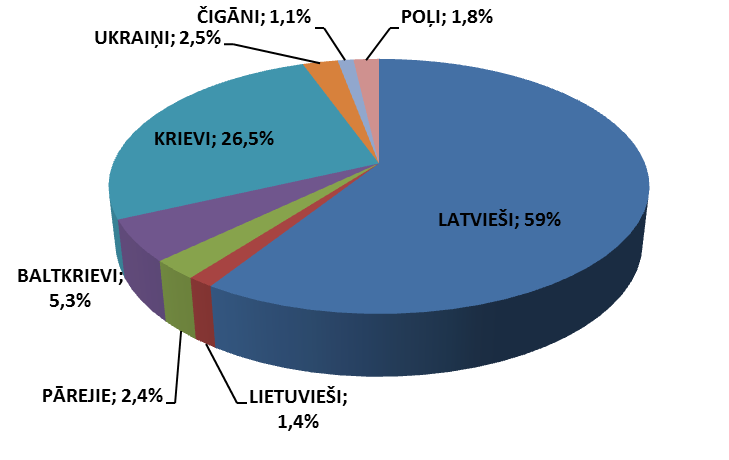 ČIGĀNI; 1,1%
POĻI; 1,8%
UKRAIŅI; 2,5%
KRIEVI; 26,5%
LATVIEŠI; 59%
BALTKRIEVI;
5,3%
PĀREJIE; 2,4%
LIETUVIEŠI;
1,4%